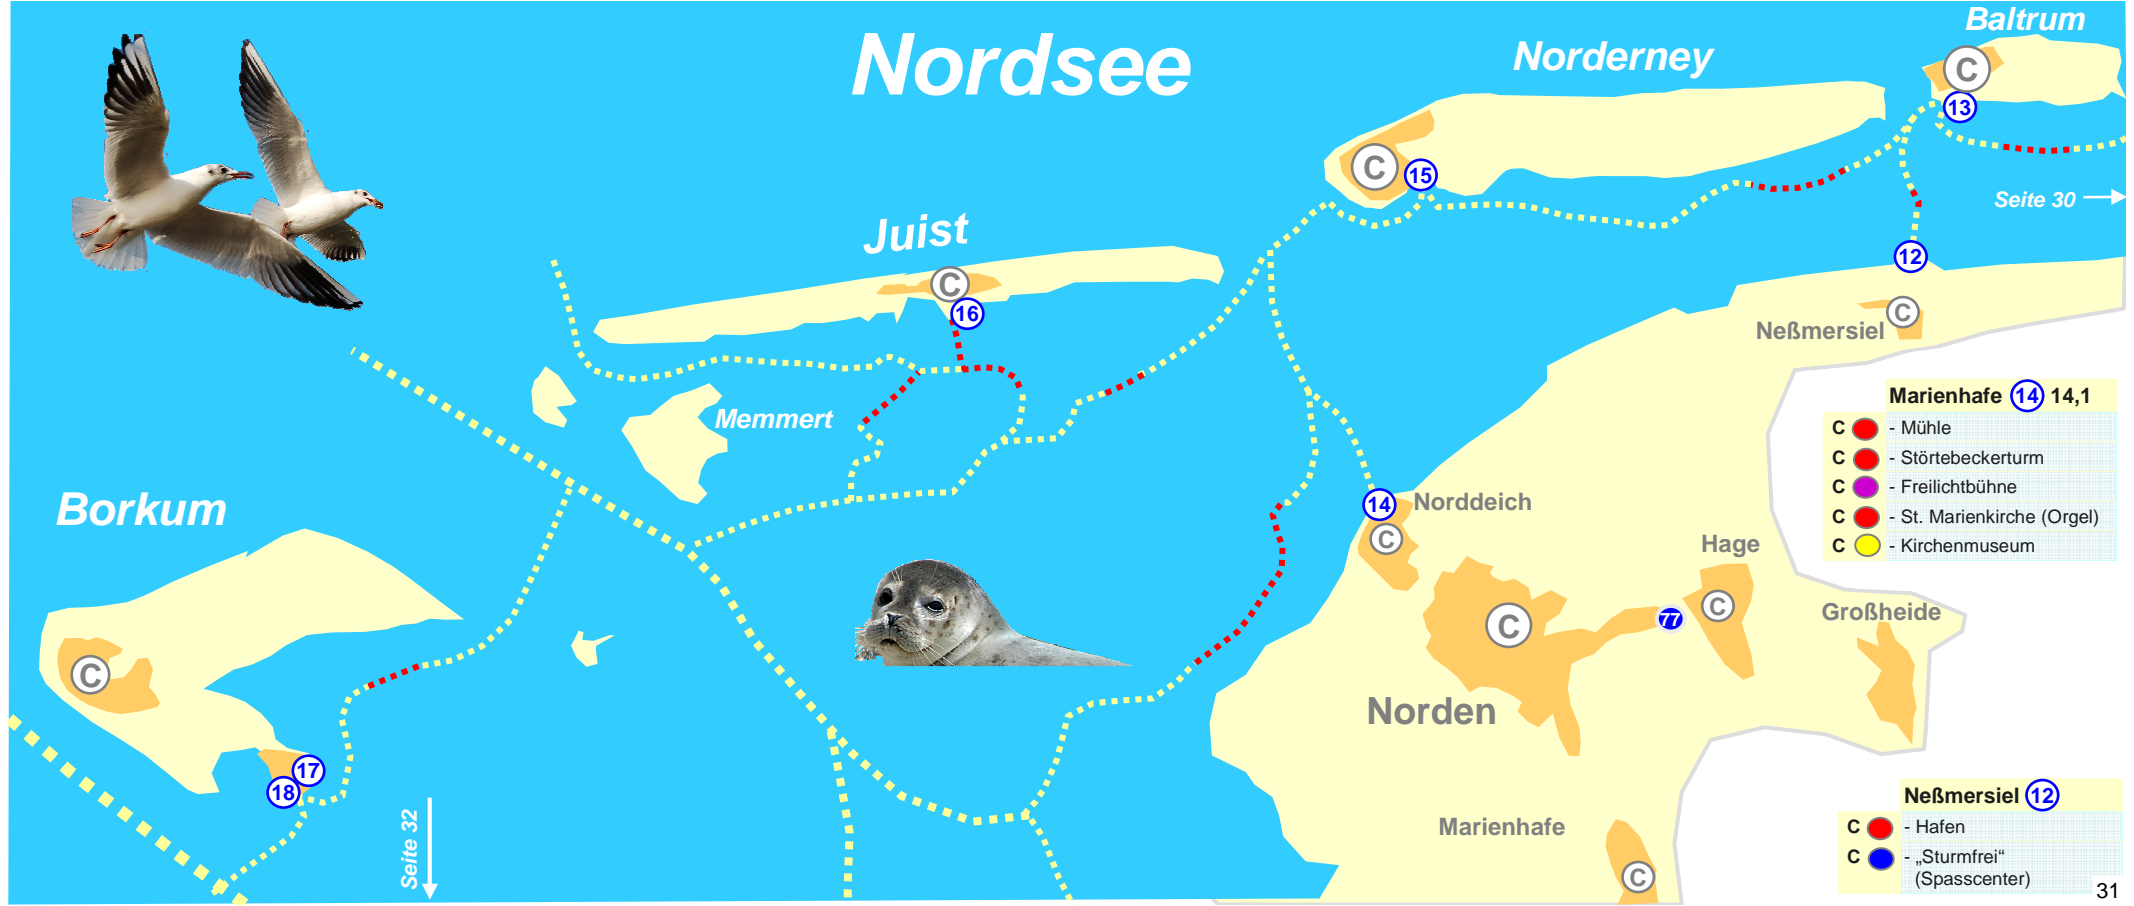 Nordsee
Baltrum
Norderney
C
13
C
15
Seite 30
Juist
12
C
16
C
Neßmersiel
Memmert
Marienhafe 14 14,1
C - Mühle
C - Störtebeckerturm
C - Freilichtbühne
C - St. Marienkirche (Orgel)
C - Kirchenmuseum
Borkum
14
Norddeich
C
Hage
C
77
C
Großheide
C
Norden
17
18
Seite 32
Marienhafe
C
Neßmersiel 12
C - Hafen
C - „Sturmfrei“
(Spasscenter)
31